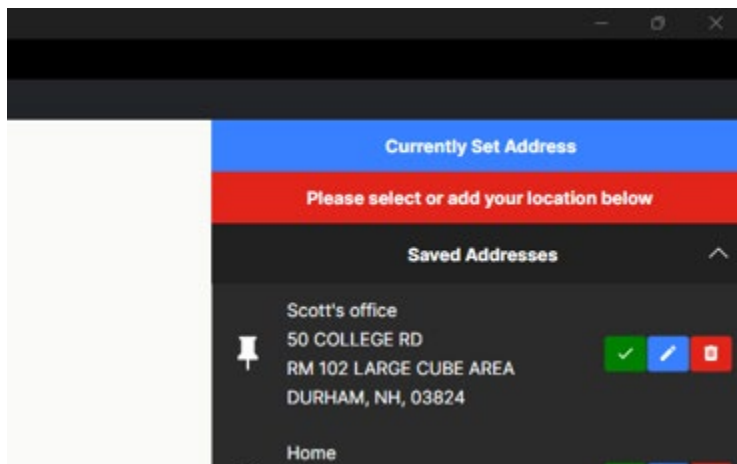 Currently Set Address
Please select or add your location below
Saved Addresses
Scott's office
50 COLLEGE RD
RM 102 LARGE CUBE AREA
DURHAM, NH, 03824
Home